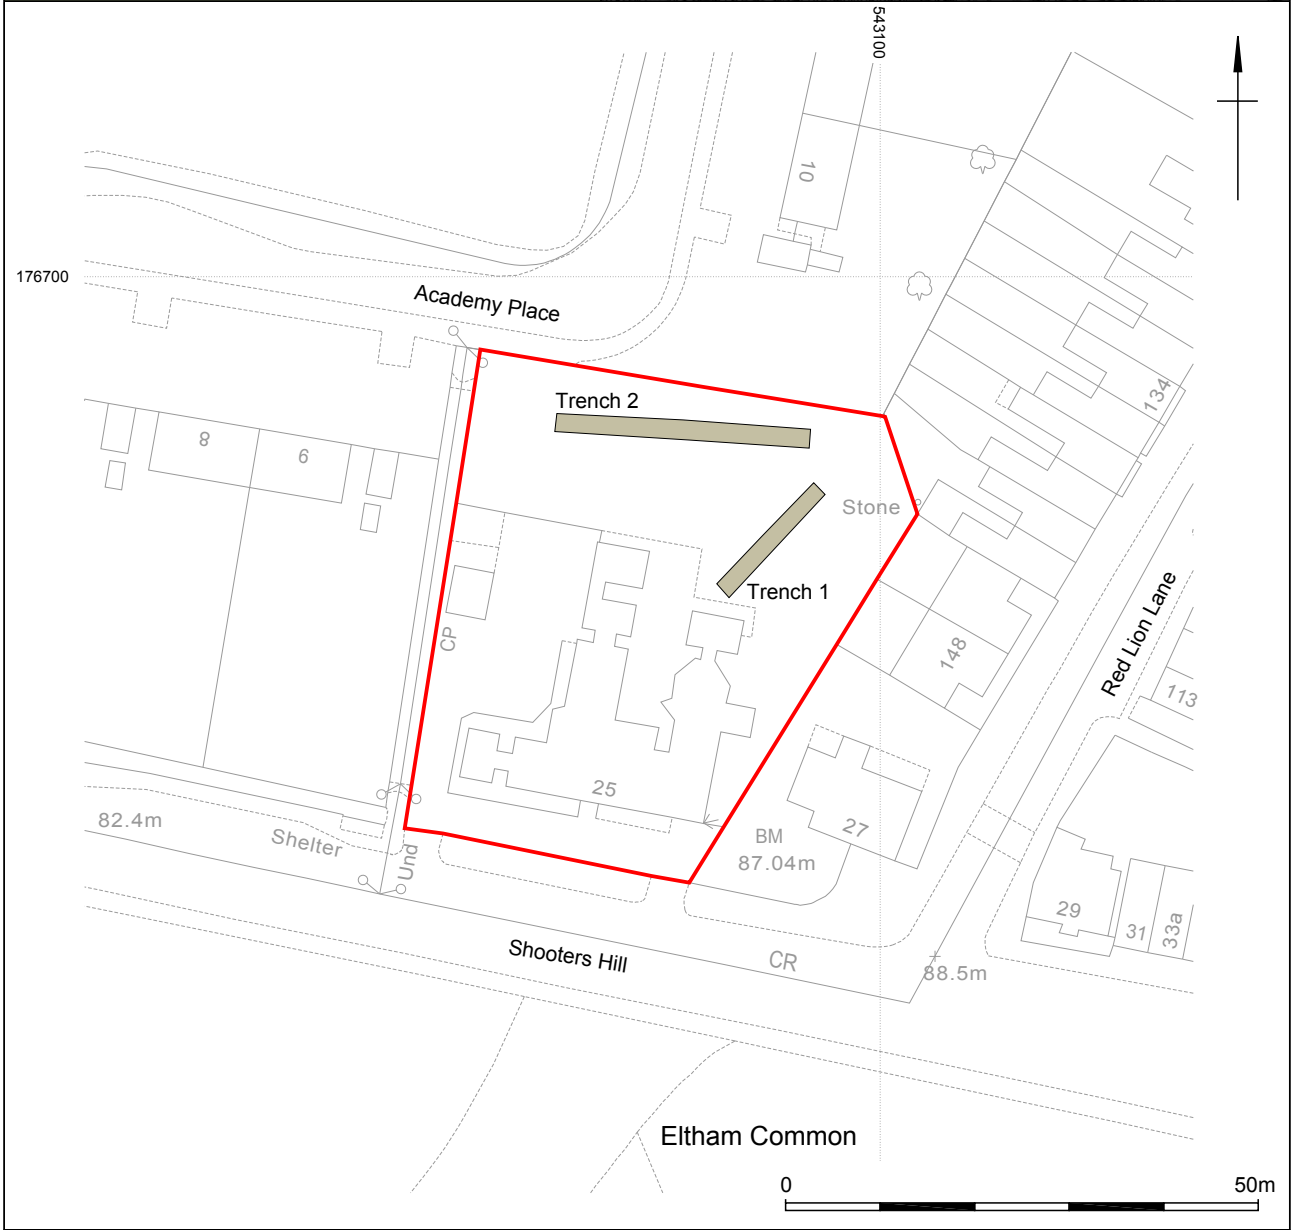 543100
10
176700
Academy Place
134
Trench 2
8
6
Stone
Trench 1
Red Lion Lane
CP
148
113
25
82.4m
Shelter
BM
87.04m
27
Und
29
31
33a
Shooters Hill
CR
88.5m
Eltham Common
0
50m